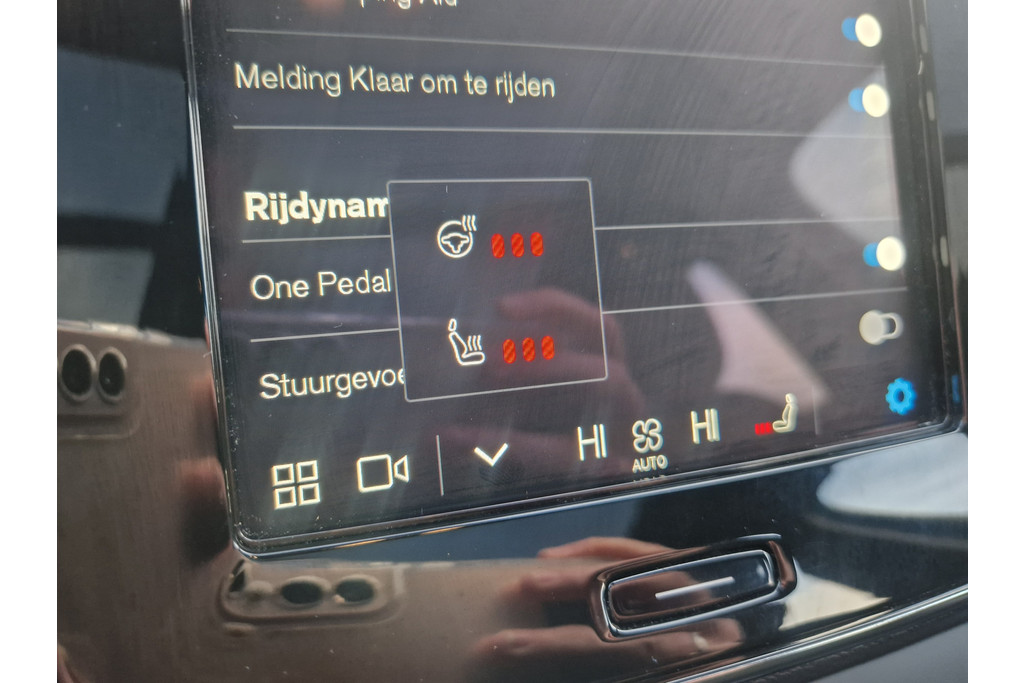 Melding Klaar om te rijden
Rijdynam
One Pedal
Stuurgevoe
HI
AUTO
HI